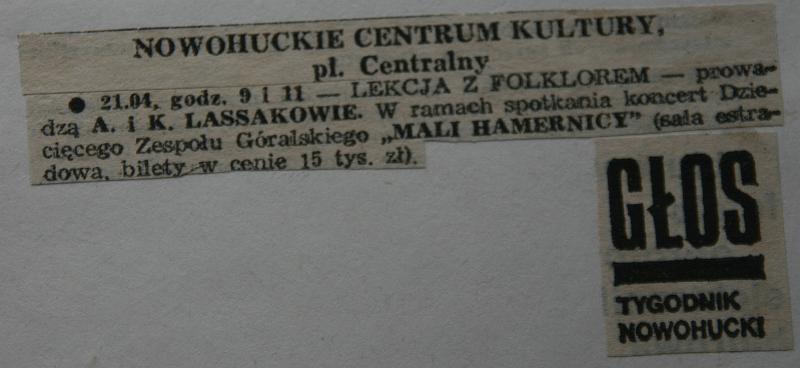 NOWOHUCKIE CENTRUM KULTURY,
pl. Centralny
● 21.04, godz. 9 i 11 — LEKCJA Z FOLKLOREM — prowa-
dzą A. i K. LASSAKOWIE. W ramach spotkania koncert Dzie-
cięcego Zespołu Góralskiego „MALI HAMERNICY” (sala estra-
dowa, bilety w cenie 15 tys. zł).
GŁOS
TYGODNIK
NOWOHUCKI